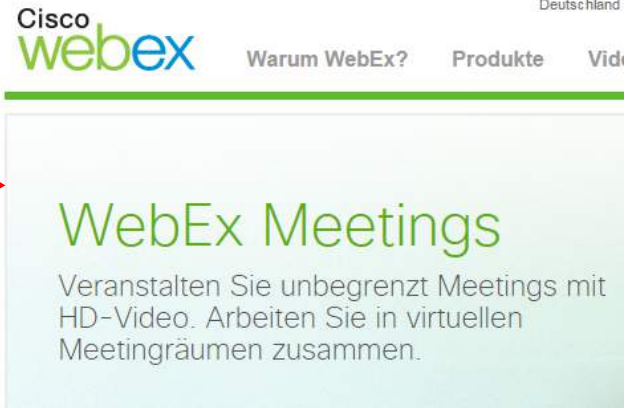 Deutschland
Cisco
webex
Warum WebEx? Produkte
WebEx Meetings
Veranstalten Sie unbegrenzt Meetings mit
HD-Video. Arbeiten Sie in virtuellen
Meetingräumen zusammen.